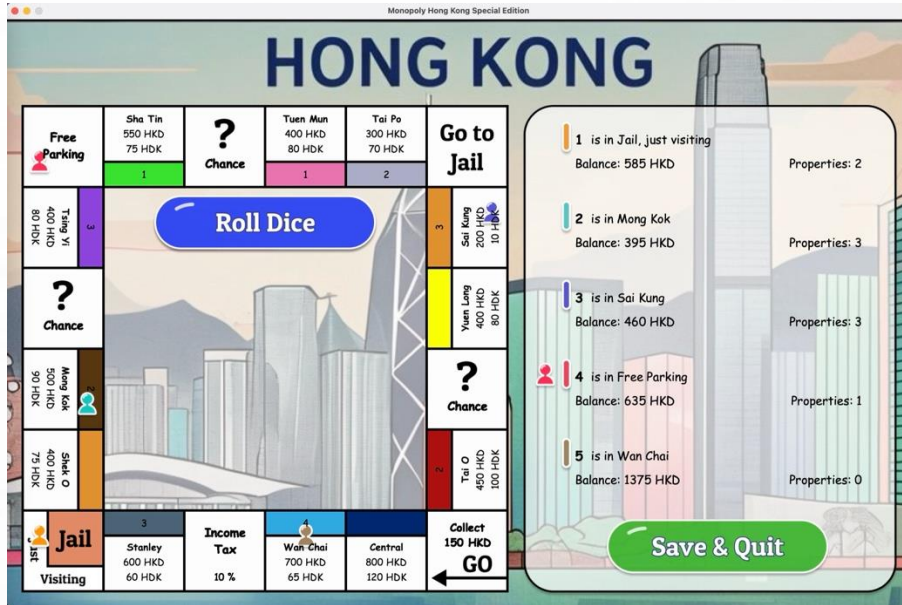 Monopoly Hong Kong Special Edition
HONG KONG
Free
Parking
Sha Tin
550 HKD
75 HDK
1
?
Chance
Tuen Mun
400 HKD
80 HDK
1
Tai Po
300 HKD
70 HDK
2
Go to
Jail
Tsing Yi
400 HKD
80 HDK
3
Roll Dice
3
Sai Kung
200 HKD
10 HDK
?
Chance
Yuen Long
400 HKD
80 HDK
Mong Kok
500 HKD
90 HDK
2
?
Chance
Shek O
400 HKD
75 HDK
2
Tai O
450 HKD
100 HDK
Just
Jail
Visiting
3
Stanley
600 HKD
60 HDK
Income
Tax
10 %
4
Wan Chai
700 HKD
65 HDK
Central
800 HKD
120 HDK
Collect
150 HKD
GO
1 is in Jail, just visiting
Balance: 585 HKD Properties: 2
2 is in Mong Kok
Balance: 395 HKD Properties: 3
3 is in Sai Kung
Balance: 460 HKD Properties: 3
4 is in Free Parking
Balance: 635 HKD Properties: 1
5 is in Wan Chai
Balance: 1375 HKD Properties: 0
Save & Quit